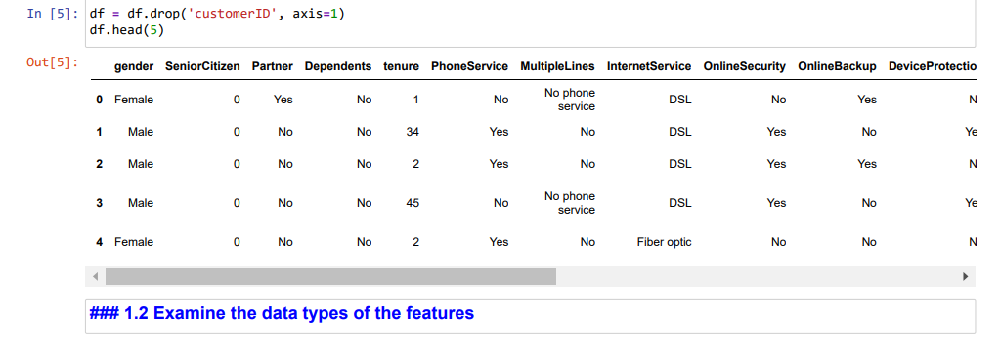 In [5]: df = df.drop('customerID', axis=1)
df.head(5)
Out[5]:
gender SeniorCitizen Partner Dependents tenure PhoneService MultipleLines InternetService OnlineSecurity OnlineBackup DeviceProtectio
0 Female 0 Yes No 1 No No phone service DSL No Yes N
1 Male 0 No No 34 Yes No DSL Yes No Ye
2 Male 0 No No 2 Yes No DSL Yes Yes N
3 Male 0 No No 45 No No phone service DSL Yes No Ye
4 Female 0 No No 2 Yes No Fiber optic No No N
### 1.2 Examine the data types of the features